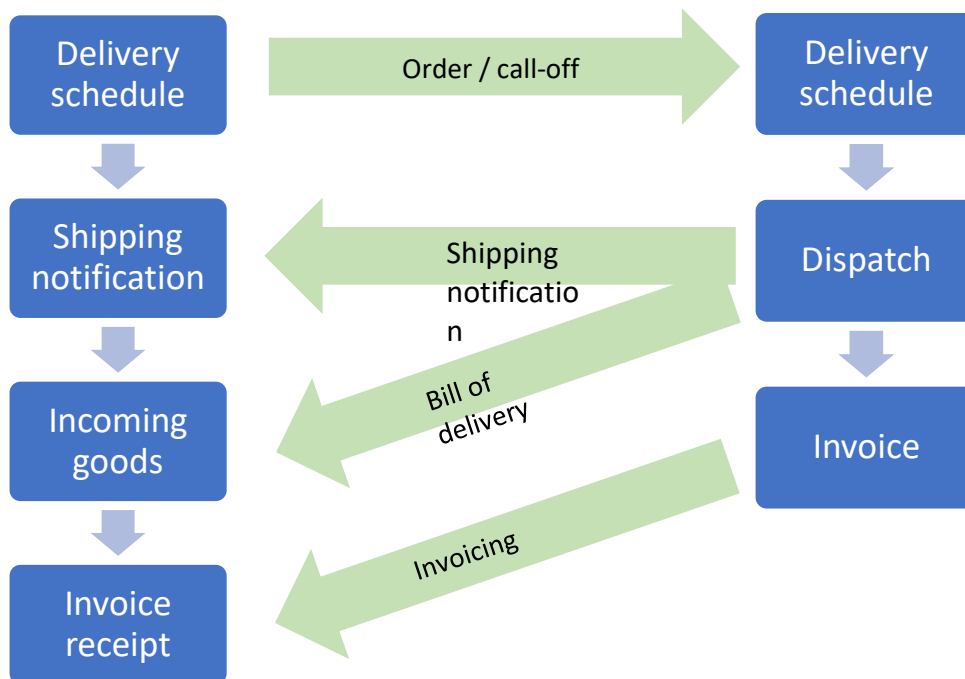 Delivery
schedule
Order / call-off
Delivery
schedule
Shipping
notification
Shipping
notificatio
n
Dispatch
Incoming
goods
Bill of
delivery
Invoice
Invoicing
Invoice
receipt